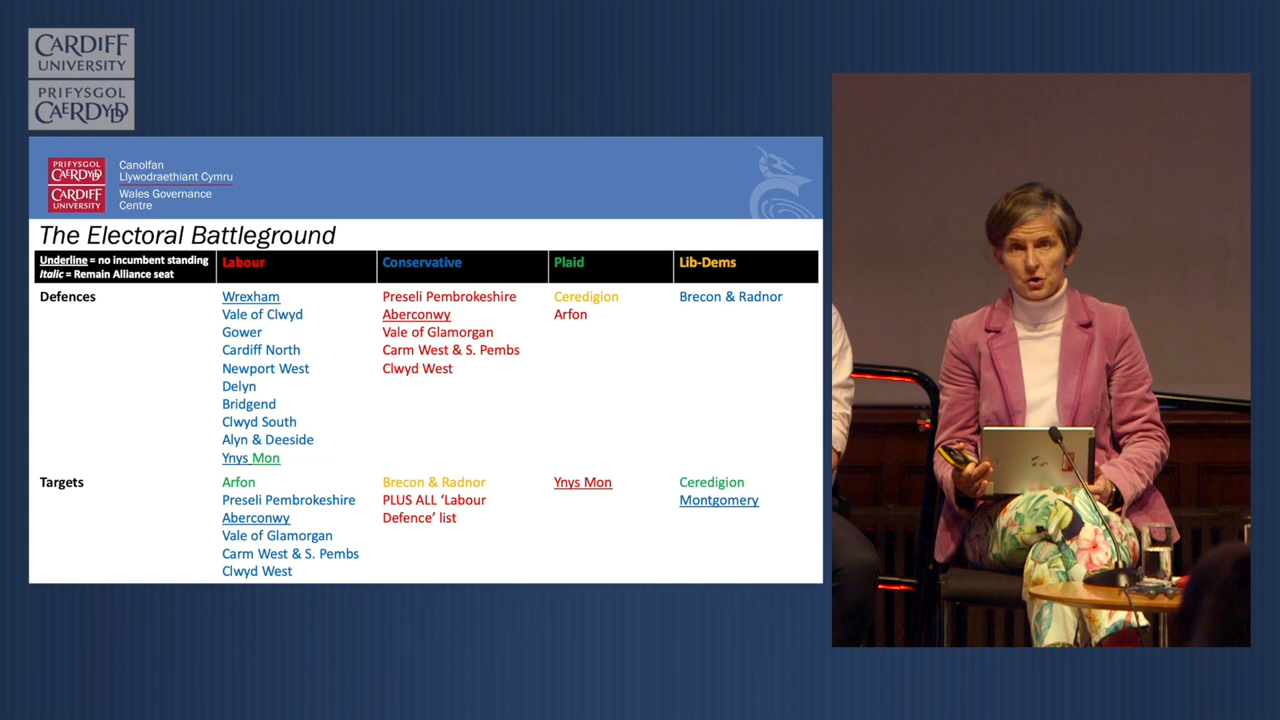 CARDIFF
UNIVERSITY
PRIFYSGOL
CAERDYDD
PRIFYSGOL
CAERDYDD
CARDIFF
UNIVERSITY
Canolfan
Llywodraethiant Cymru
Wales Governance
Centre
The Electoral Battleground
Underline = no incumbent standing
Italic = Remain Alliance seat
Labour
Conservative
Plaid
Lib-Dems
Defences
Wrexham
Vale of Clwyd
Gower
Cardiff North
Newport West
Delyn
Bridgend
Clwyd South
Alyn & Deeside
Ynys Mon
Preseli Pembrokeshire
Aberconwy
Vale of Glamorgan
Carm West & S. Pembs
Clwyd West
Ceredigion
Arfon
Brecon & Radnor
Targets
Arfon
Preseli Pembrokeshire
Aberconwy
Vale of Glamorgan
Carm West & S. Pembs
Clwyd West
Brecon & Radnor
PLUS ALL ‘Labour
Defence’ list
Ynys Mon
Ceredigion
Montgomery